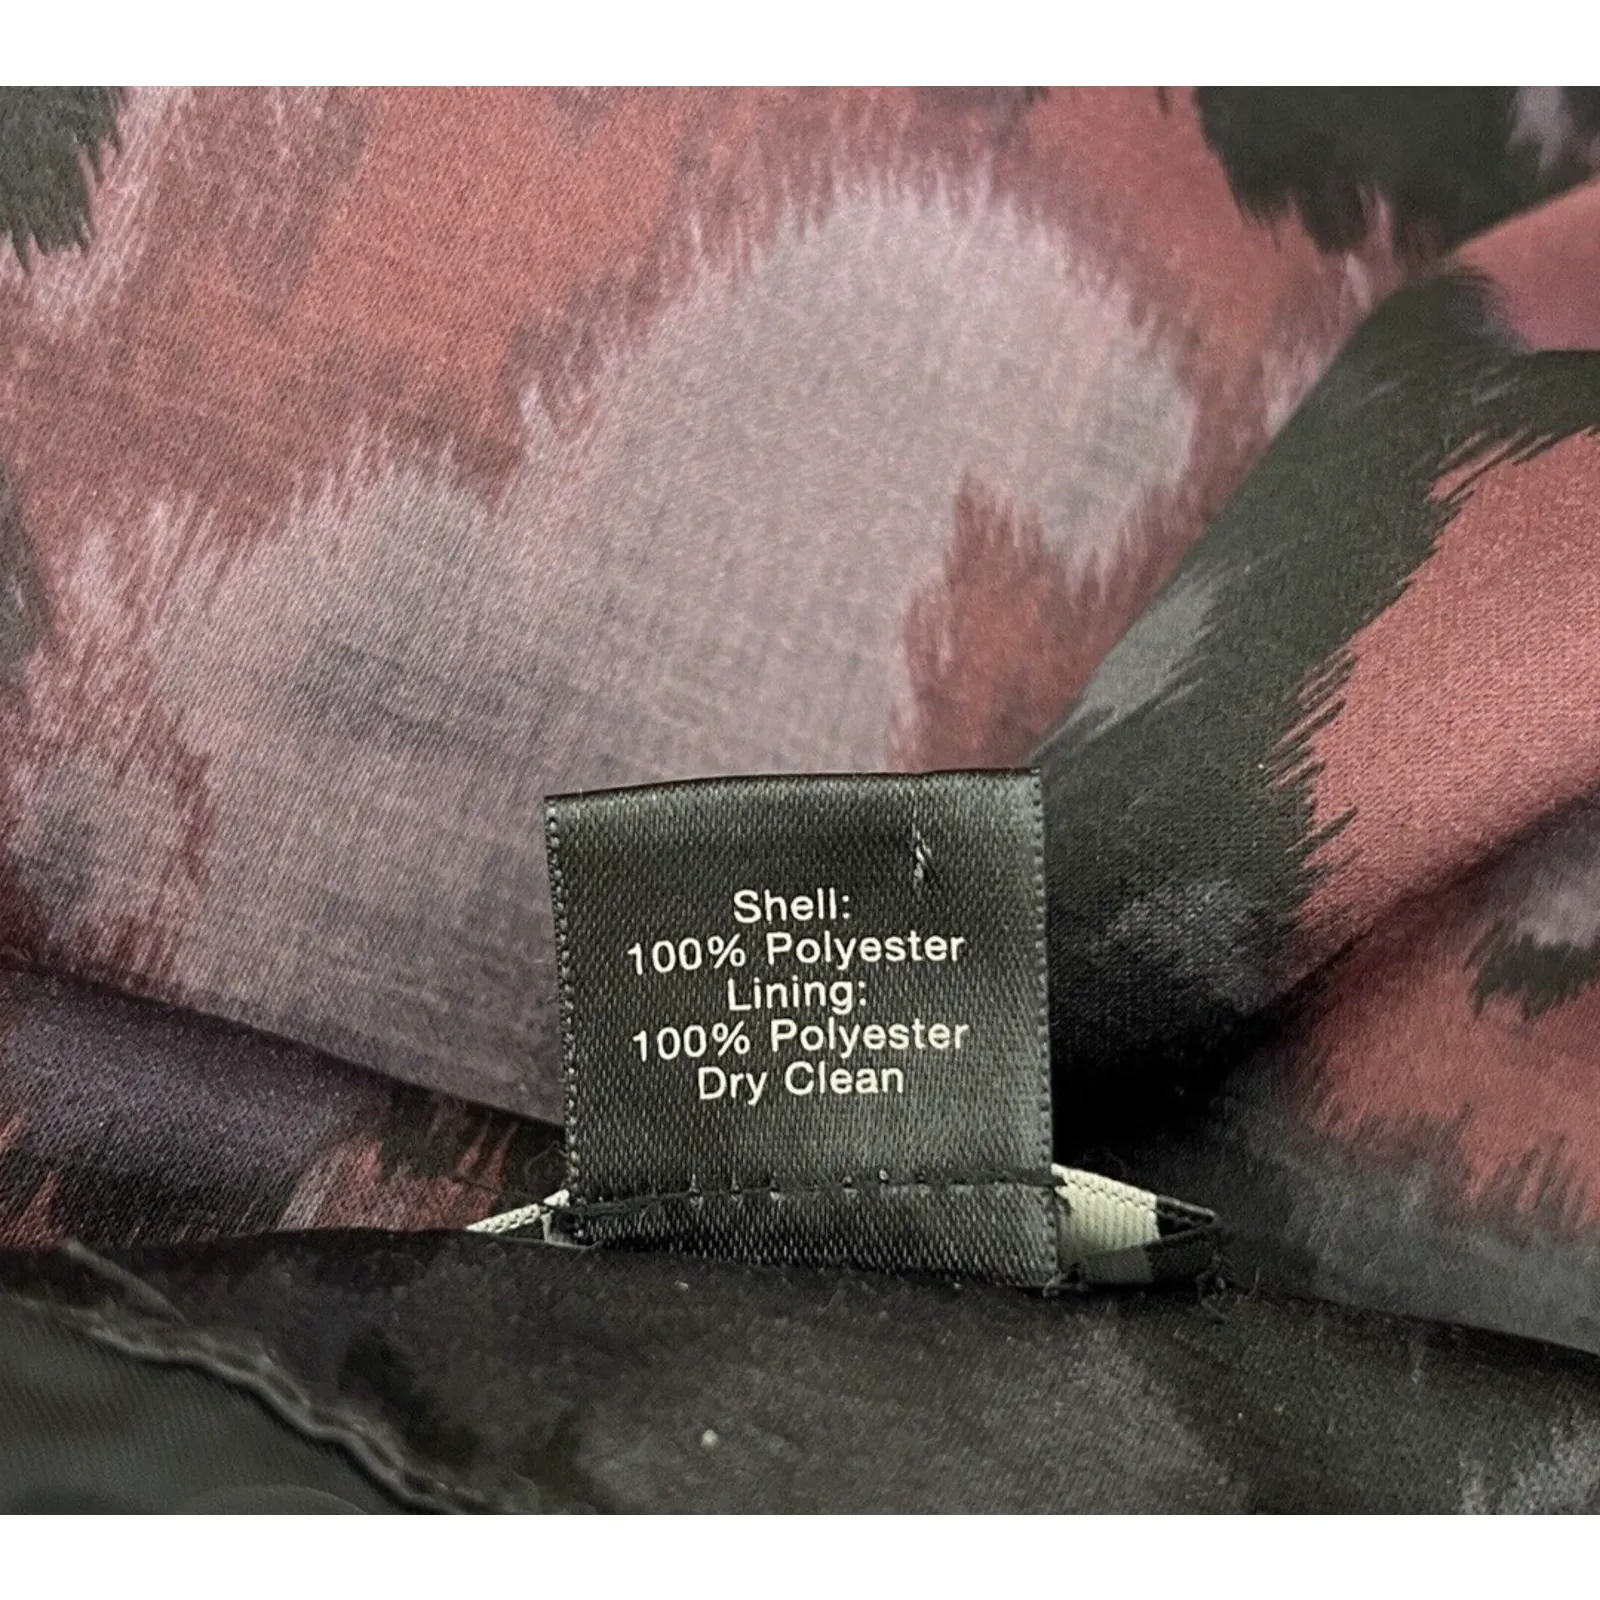 Shell:
100% Polyester
Lining:
100% Polyester
Dry Clean